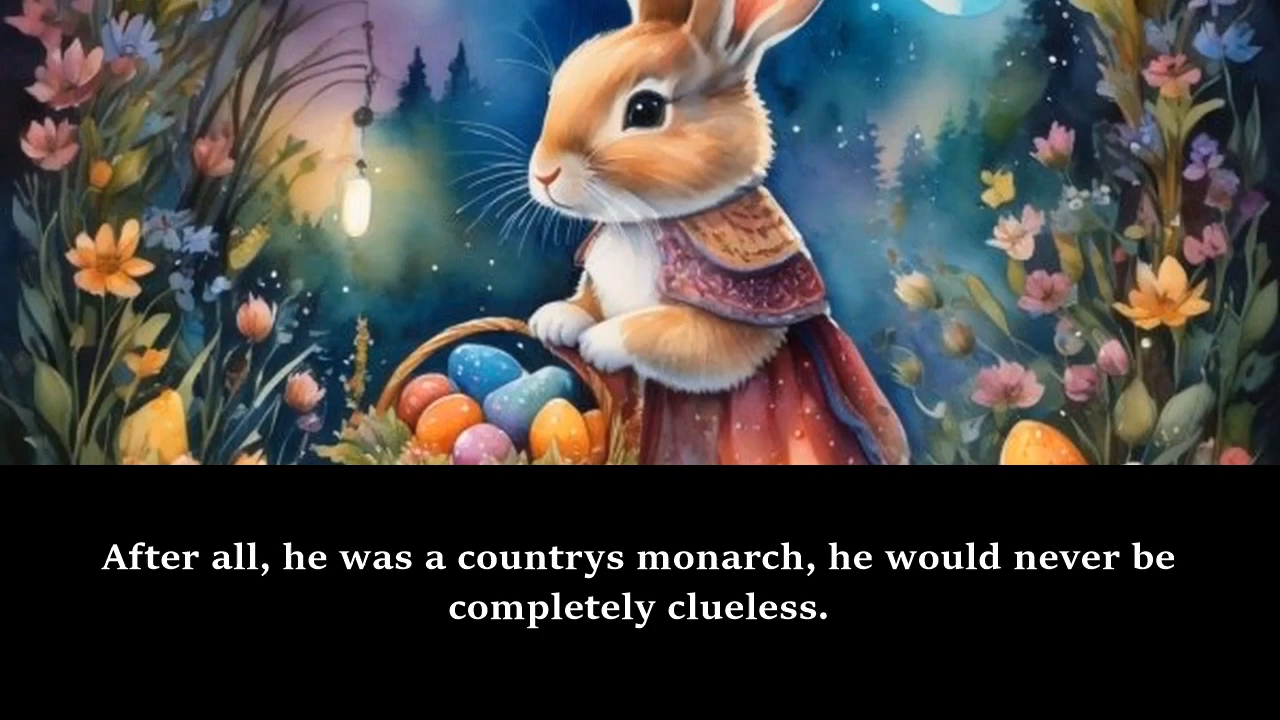 After all, he was a countrys monarch, he would never be
completely clueless.